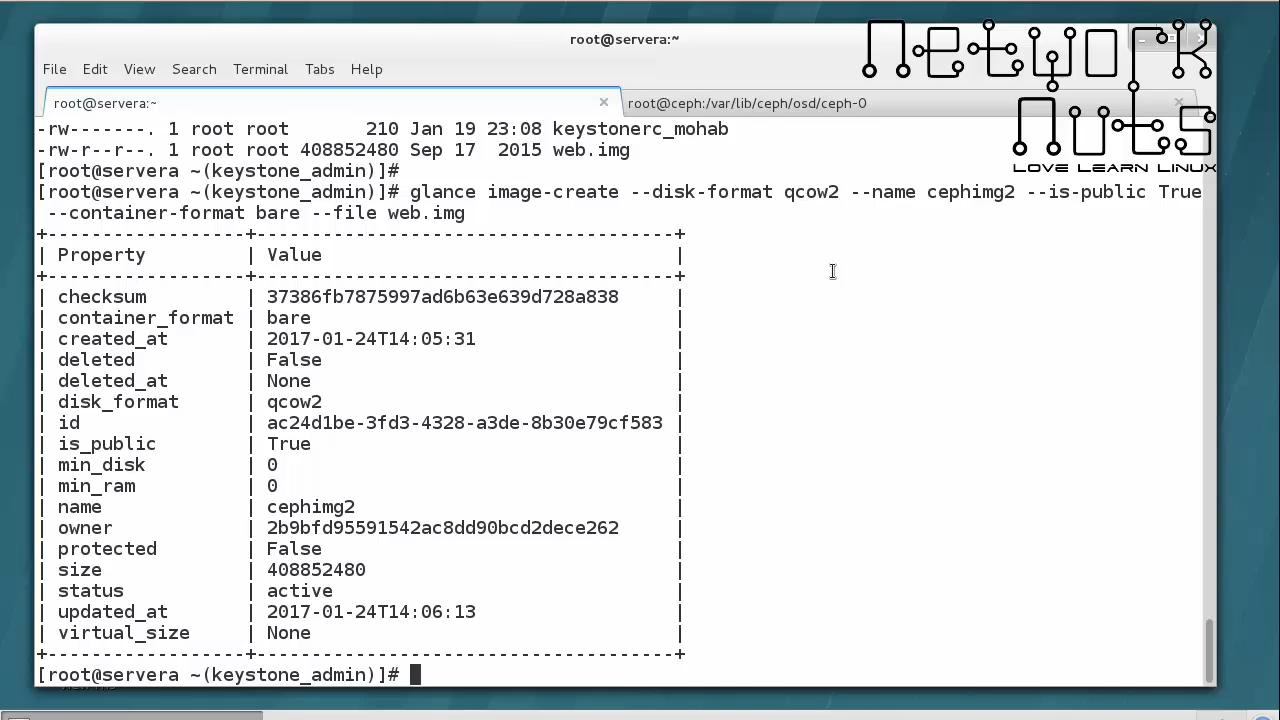 root@servera:~
File Edit View Search Terminal Tabs Help
root@servera:~ × root@ceph:/var/lib/ceph/osd/ceph-0 ×
Network
Nuts
LOVE LEARN LINUX
-rw-------. 1 root root       210 Jan 19 23:08 keystonerc_mohab
-rw-r--r--. 1 root root 408852480 Sep 17  2015 web.img
[root@servera ~(keystone_admin)]#
[root@servera ~(keystone_admin)]# glance image-create --disk-format qcow2 --name cephimg2 --is-public True
 --container-format bare --file web.img
+-----------------+--------------------------------------+
| Property        | Value                                |
+-----------------+--------------------------------------+
| checksum        | 37386fb7875997ad6b63e639d728a838     |
| container_format | bare                                 |
| created_at      | 2017-01-24T14:05:31                  |
| deleted         | False                                |
| deleted_at      | None                                 |
| disk_format     | qcow2                                |
| id              | ac24d1be-3fd3-4328-a3de-8b30e79cf583 |
| is_public       | True                                 |
| min_disk        | 0                                    |
| min_ram         | 0                                    |
| name            | cephimg2                             |
| owner           | 2b9bfd95591542ac8dd90bcd2dece262     |
| protected       | False                                |
| size            | 408852480                            |
| status          | active                               |
| updated_at      | 2017-01-24T14:06:13                  |
| virtual_size    | None                                 |
+-----------------+--------------------------------------+
[root@servera ~(keystone_admin)]#